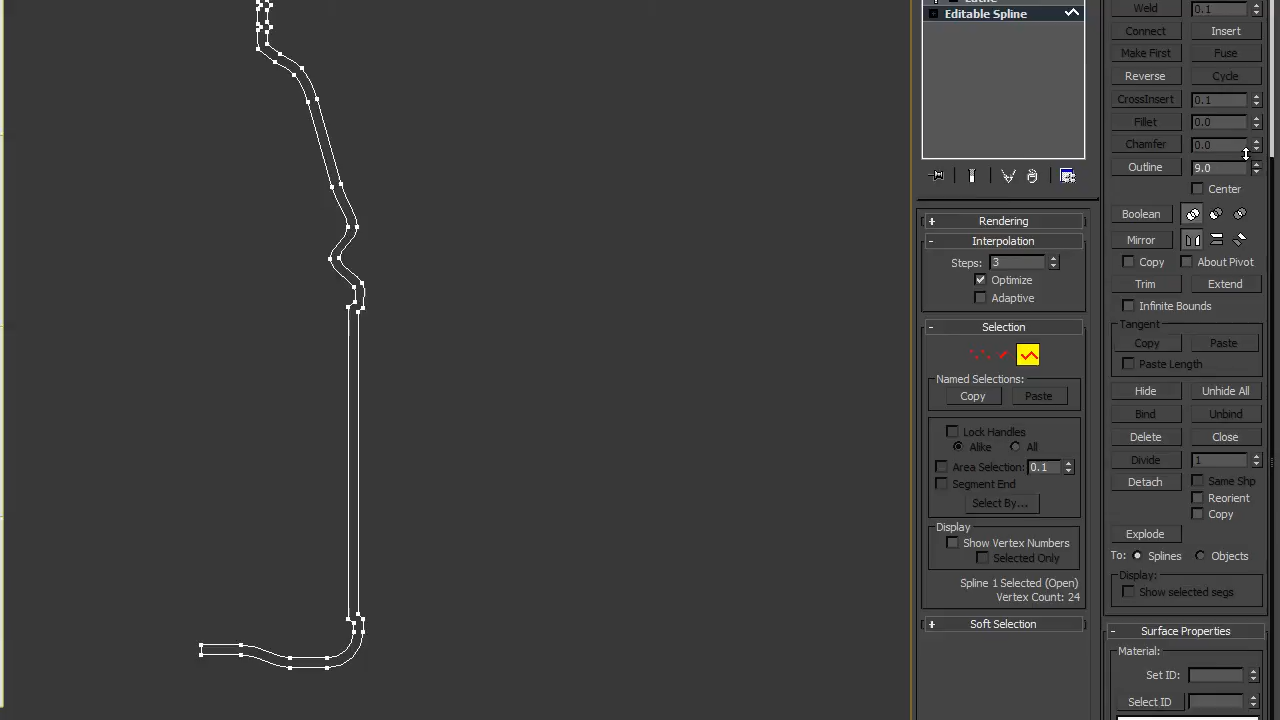 Lathe
Editable Spline
Rendering
Interpolation
Steps: 3
Optimize
Adaptive
Selection
Named Selections:
Copy Paste
Lock Handles
Alike All
Area Selection: 0.1
Segment End
Select By...
Display
Show Vertex Numbers
Selected Only
Spline 1 Selected (Open)
Vertex Count: 24
Soft Selection
Weld 0.1
Connect Insert
Make First Fuse
Reverse Cycle
CrossInsert 0.1
Fillet 0.0
Chamfer 0.0
Outline 9.0
Center
Boolean
Mirror
Copy About Pivot
Trim Extend
Infinite Bounds
Tangent
Copy Paste
Paste Length
Hide Unhide All
Bind Unbind
Delete Close
Divide 1
Detach Same Shp
Reorient
Copy
Explode
To: Splines Objects
Display:
Show selected segs
Surface Properties
Material:
Set ID:
Select ID